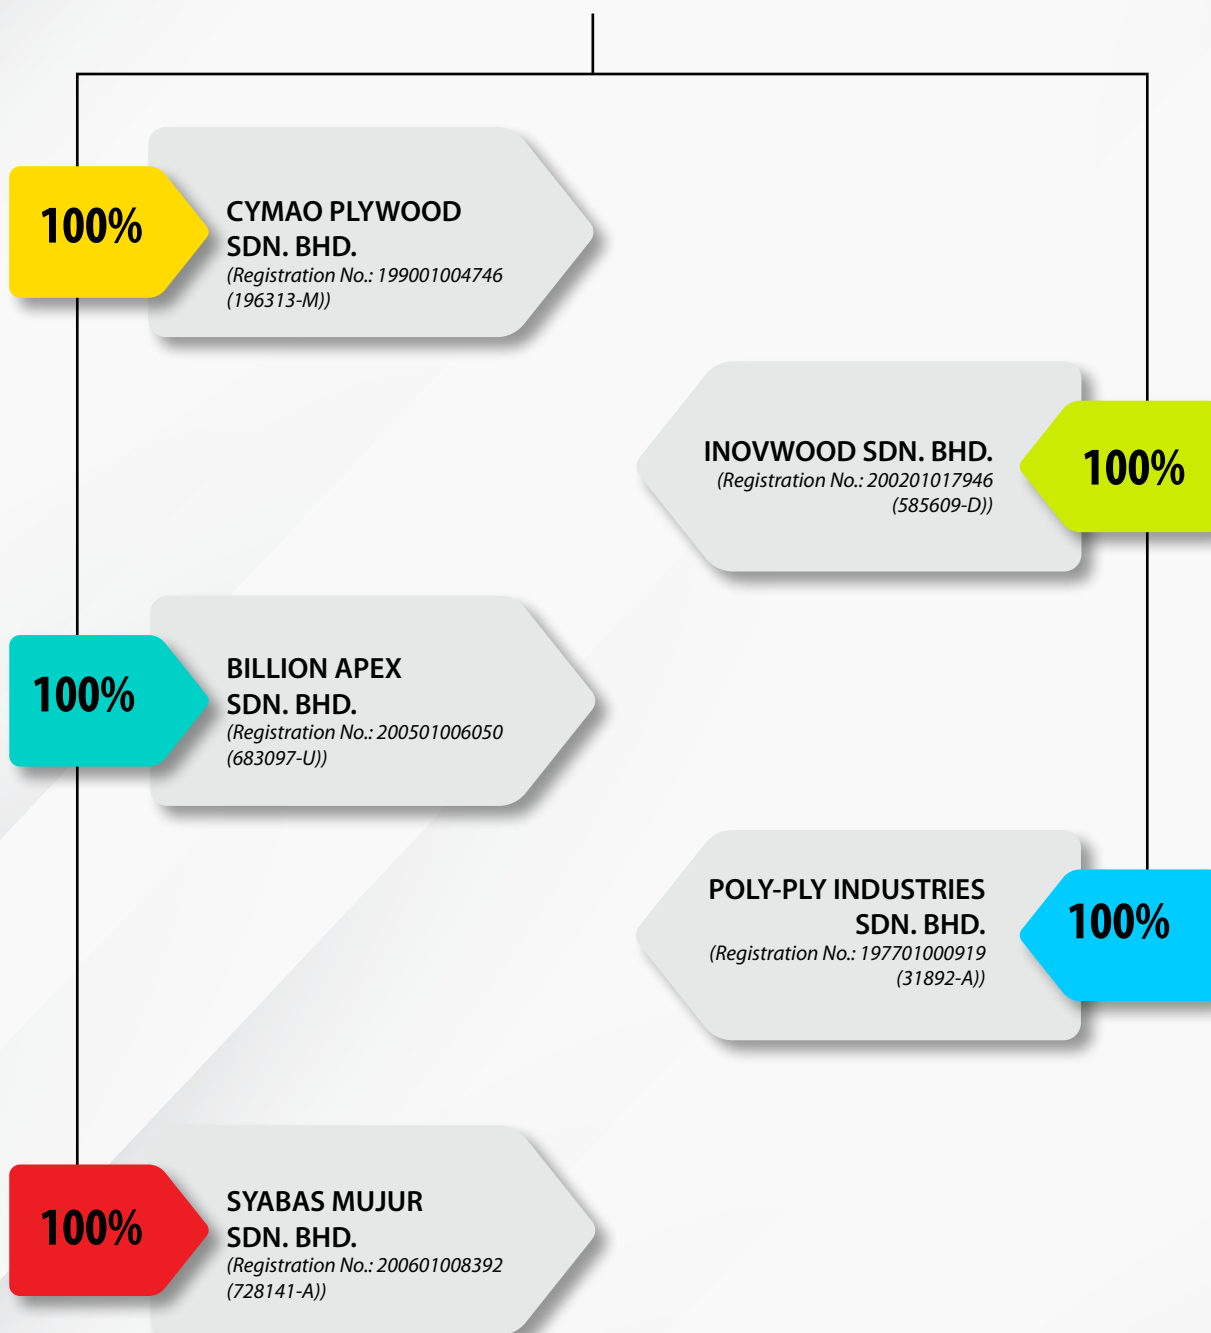 100%
CYMAO PLYWOOD
SDN. BHD.
(Registration No.: 199001004746
(196313-M))
INOVWOOD SDN. BHD.
(Registration No.: 200201017946
(585609-D))
100%
100%
BILLION APEX
SDN. BHD.
(Registration No.: 200501006050
(683097-U))
POLY-PLY INDUSTRIES
SDN. BHD.
(Registration No.: 197701000919
(31892-A))
100%
100%
SYABAS MUJUR
SDN. BHD.
(Registration No.: 200601008392
(728141-A))